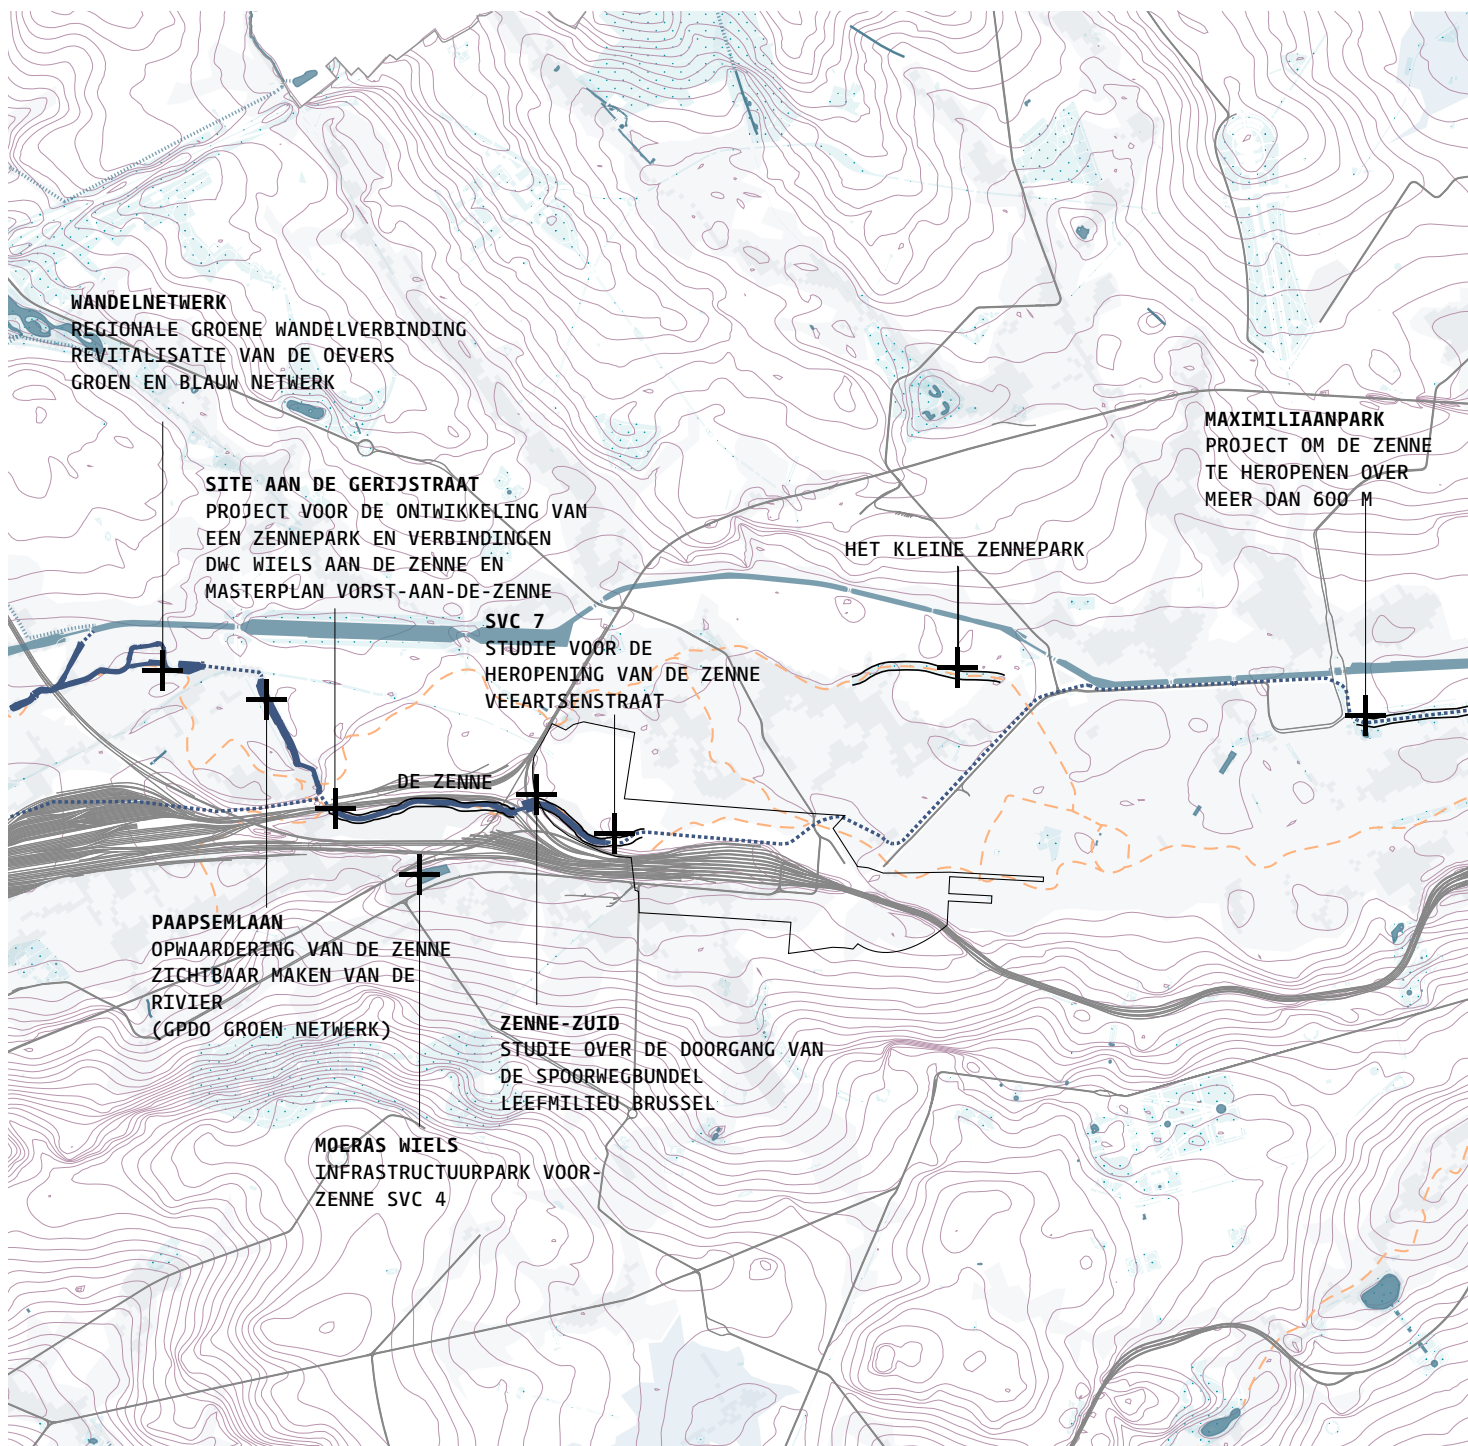 WANDELNETWERK
REGIONALE GROENE WANDELVERBINDING
REVITALISATIE VAN DE OEVERS
GROEN EN BLAUW NETWERK
MAXIMILIAANPARK
PROJECT OM DE ZENNE
TE HEROPENEN OVER
MEER DAN 600 M
SITE AAN DE GERIJSTRAAT
PROJECT VOOR DE ONTWIKKELING VAN
EEN ZENNEPARK EN VERBINDINGEN
DWC WIELS AAN DE ZENNE EN
MASTERPLAN VORST-AAN-DE-ZENNE
HET KLEINE ZENNEPARK
SVC 7
STUDIE VOOR DE
HEROPENING VAN DE ZENNE
VEEARTSENSTRAAT
DE ZENNE
PAAPSEMLAAN
OPWAARDERING VAN DE ZENNE
ZICHTBAAR MAKEN VAN DE
RIVIER
(GPDO GROEN NETWERK)
ZENNE-ZUID
STUDIE OVER DE DOORGANG VAN
DE SPOORWEGBUNDEL
LEEFMILIEU BRUSSEL
MOERAS WIELS
INFRASTRUCTUURPARK VOOR-
ZENNE SVC 4